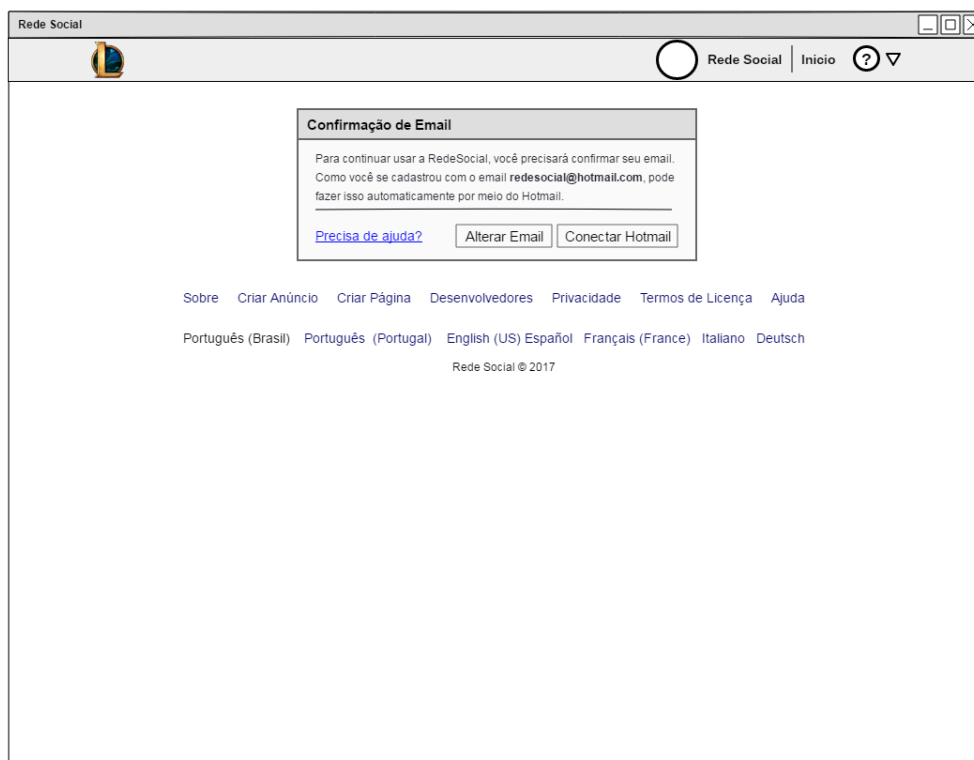 Rede Social
Rede Social Inicio ?
Confirmação de Email
Para continuar usar a RedeSocial, você precisará confirmar seu email.
Como você se cadastrou com o email redesocial@hotmail.com, pode
fazer isso automaticamente por meio do Hotmail.
Precisa de ajuda? Alterar Email Conectar Hotmail
Sobre Criar Anúncio Criar Página Desenvolvedores Privacidade Termos de Licença Ajuda
Português (Brasil) Português (Portugal) English (US) Español Français (France) Italiano Deutsch
Rede Social © 2017